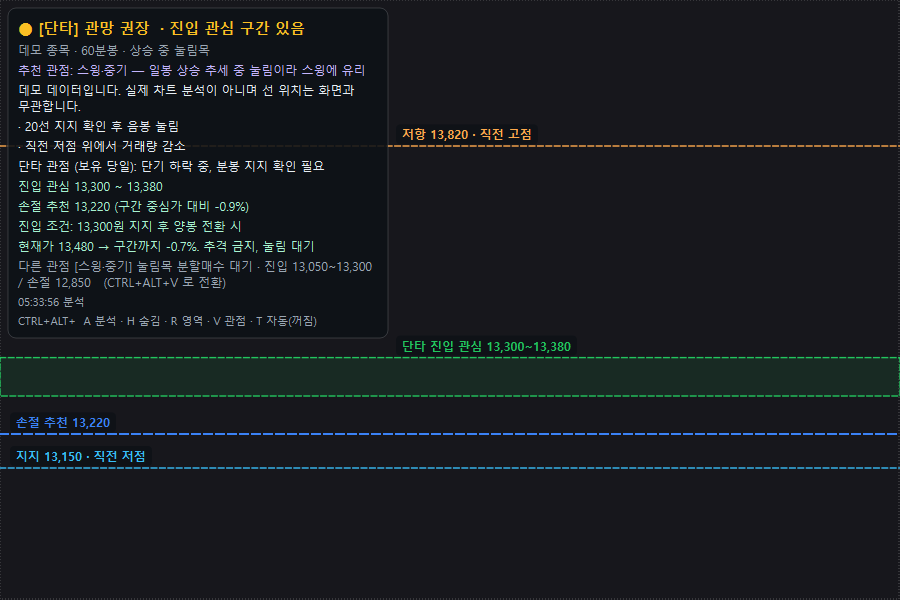 [단타] 관망 권장 · 진입 관심 구간 있음
데모 종목 · 60분봉 · 상승 중 눌림목
추천 관점: 스윙·중기 — 일봉 상승 추세 중 눌림이라 스윙에 유리
데모 데이터입니다. 실제 차트 분석이 아니며 선 위치는 화면과
무관합니다.
· 20선 지지 확인 후 음봉 눌림
· 직전 저점 위에서 거래량 감소
단타 관점 (보유 당일): 단기 하락 중, 분봉 지지 확인 필요
진입 관심 13,300 ~ 13,380
손절 추천 13,220 (구간 중심가 대비 -0.9%)
진입 조건: 13,300원 지지 후 양봉 전환 시
현재가 13,480 → 구간까지 -0.7%. 추격 금지, 눌림 대기
다른 관점 [스윙·중기] 눌림목 분할매수 대기 · 진입 13,050~13,300
/ 손절 12,850 (CTRL+ALT+V 로 전환)
05:33:56 분석
CTRL+ALT+ A 분석 · H 숨김 · R 영역 · V 관점 · T 자동(꺼짐)
저항 13,820 · 직전 고점
단타 진입 관심 13,300~13,380
손절 추천 13,220
지지 13,150 · 직전 저점